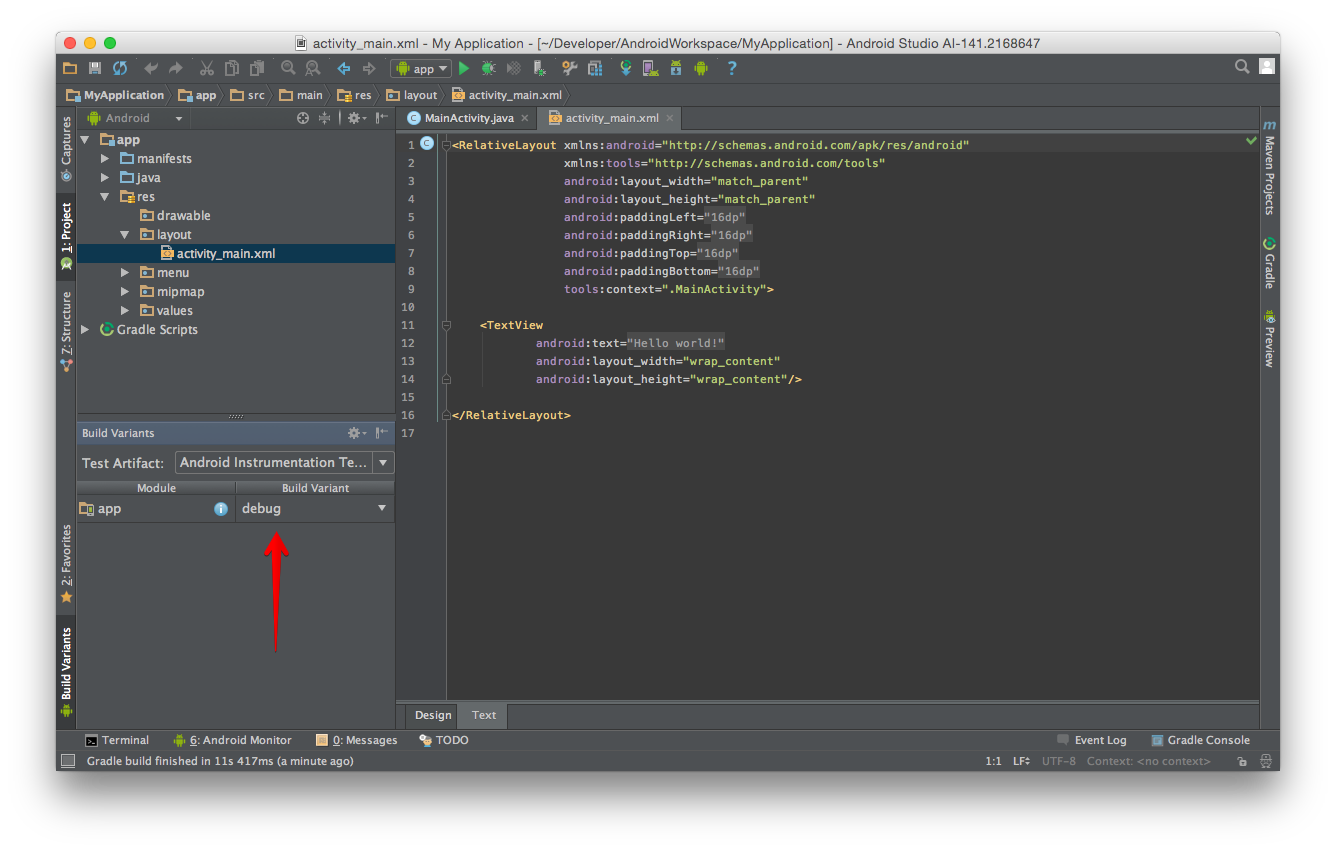 activity_main.xml - My Application - [~/Developer/AndroidWorkspace/MyApplication] - Android Studio AI-141.2168647
app
?
MyApplication app src main res layout activity_main.xml
Captures
1: Project
Z: Structure
2: Favorites
Build Variants
Android
app
manifests
java
res
drawable
layout
activity_main.xml
menu
mipmap
values
Gradle Scripts
Build Variants
Test Artifact: Android Instrumentation Te...
Module Build Variant
app debug
MainActivity.java activity_main.xml
1 <RelativeLayout xmlns:android="http://schemas.android.com/apk/res/android"
2 xmlns:tools="http://schemas.android.com/tools"
3 android:layout_width="match_parent"
4 android:layout_height="match_parent"
5 android:paddingLeft="16dp"
6 android:paddingRight="16dp"
7 android:paddingTop="16dp"
8 android:paddingBottom="16dp"
9 tools:context=".MainActivity">
10
11 <TextView
12 android:text="Hello world!"
13 android:layout_width="wrap_content"
14 android:layout_height="wrap_content"/>
15
16 </RelativeLayout>
17
Design Text
m Maven Projects
Gradle
Preview
Terminal 6: Android Monitor 0: Messages TODO Event Log Gradle Console
Gradle build finished in 11s 417ms (a minute ago) 1:1 LF UTF-8 Context: <no context>